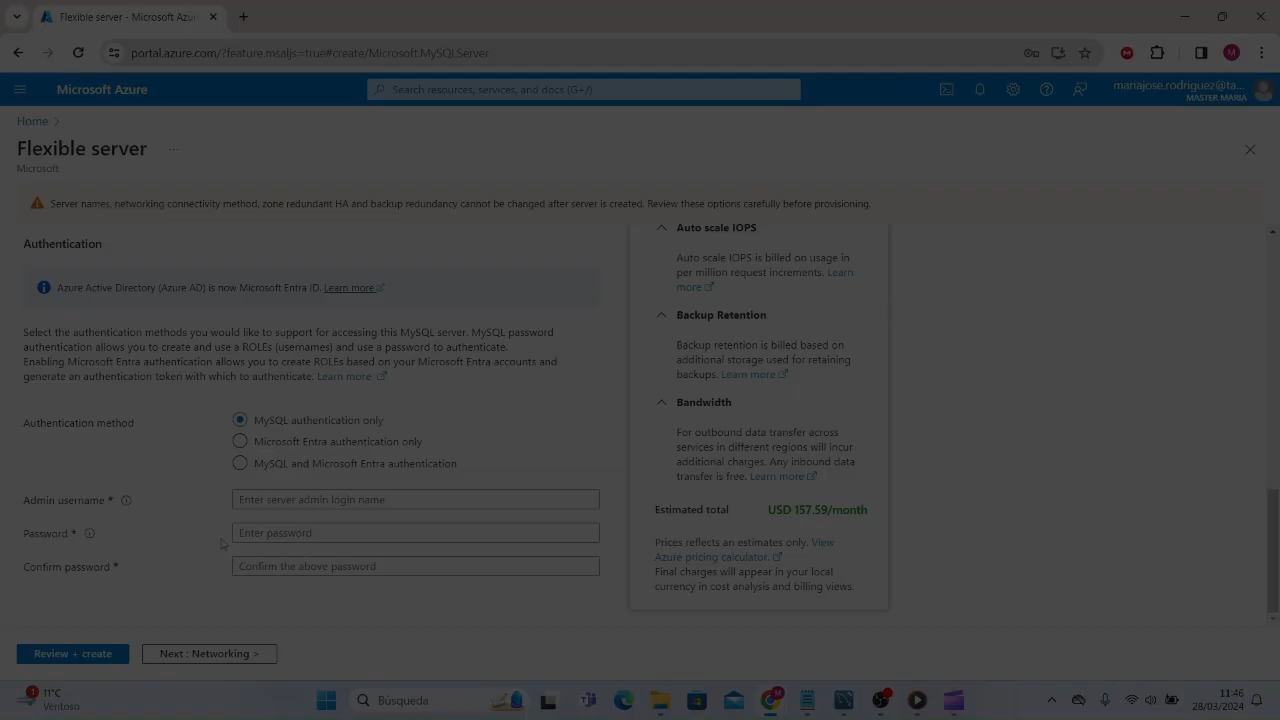 Flexible server - Microsoft Azu
portal.azure.com/?feature.msaljs=true#create/Microsoft.MySQLServer
Microsoft Azure
Search resources, services, and docs (G+/)
mariajose.rodriguez@ta...
MASTER MARIA
Home
Flexible server ...
Microsoft
Server names, networking connectivity method, zone redundant HA and backup redundancy cannot be changed after server is created. Review these options carefully before provisioning.
Authentication
Azure Active Directory (Azure AD) is now Microsoft Entra ID. Learn more
Select the authentication methods you would like to support for accessing this MySQL server. MySQL password
authentication allows you to create and use a ROLEs (usernames) and use a password to authenticate.
Enabling Microsoft Entra authentication allows you to create ROLEs based on your Microsoft Entra accounts and
generate an authentication token with which to authenticate. Learn more
Authentication method
MySQL authentication only
Microsoft Entra authentication only
MySQL and Microsoft Entra authentication
Admin username *
Enter server admin login name
Password *
Enter password
Confirm password *
Confirm the above password
Auto scale IOPS
Auto scale IOPS is billed on usage in
per million request increments. Learn
more
Backup Retention
Backup retention is billed based on
additional storage used for retaining
backups. Learn more
Bandwidth
For outbound data transfer across
services in different regions will incur
additional charges. Any inbound data
transfer is free. Learn more
Estimated total USD 157.59/month
Prices reflect an estimates only. View
Azure pricing calculator.
Final charges will appear in your local
currency in cost analysis and billing views.
Review + create
Next : Networking >
1
11°C
Ventoso
Búsqueda
11:46
28/03/2024